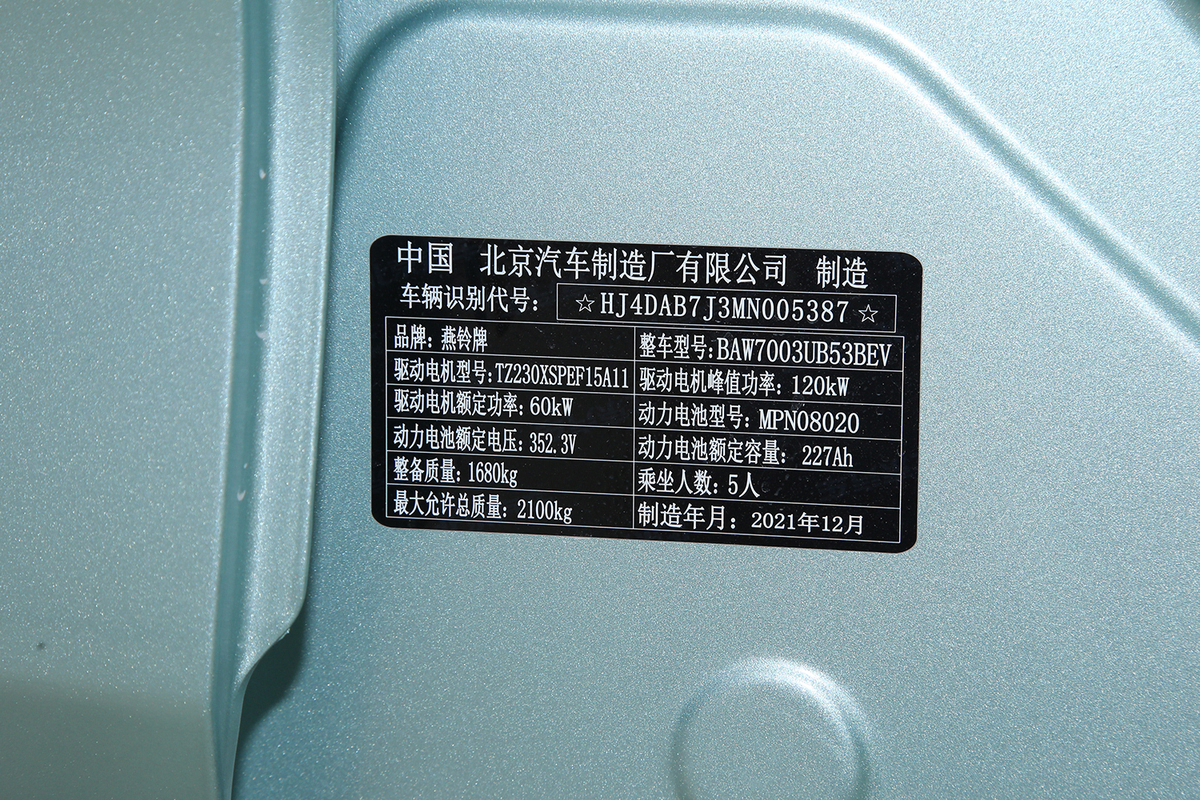 中国 北京汽车制造厂有限公司 制造
车辆识别代号： ☆HJ4DAB7J3MN005387☆
品牌：燕铃牌 整车型号：BAW7003UB53BEV
驱动电机型号：TZ230XSPEF15A11 驱动电机峰值功率：120kW
驱动电机额定功率：60kW 动力电池型号：MPN08020
动力电池额定电压：352.3V 动力电池额定容量：227Ah
整备质量：1680kg 乘坐人数：5人
最大允许总质量：2100kg 制造年月：2021年12月